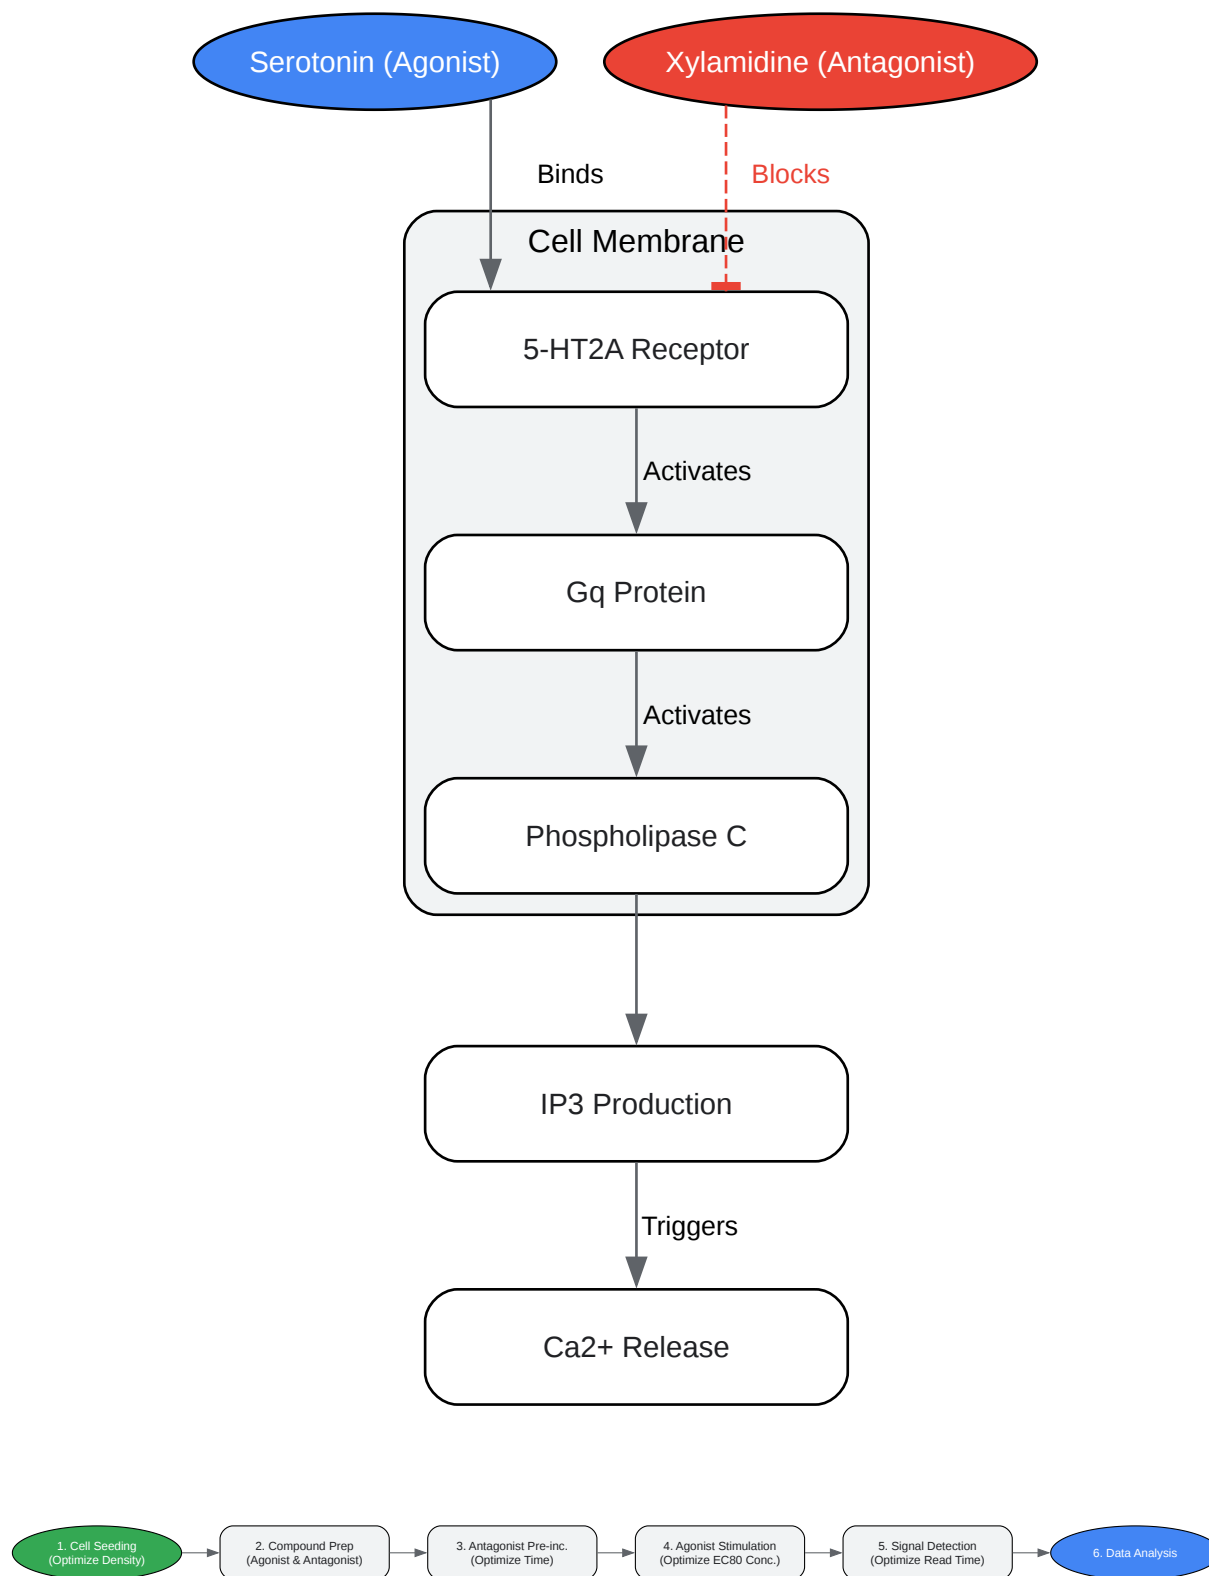 Serotonin (Agonist)
Xylamidine (Antagonist)
Binds
Blocks
Cell Membrane
5-HT2A Receptor
Activates
Gq Protein
Activates
Phospholipase C
IP3 Production
Triggers
Ca2+ Release
1. Cell Seeding
(Optimize Density)
2. Compound Prep
(Agonist & Antagonist)
3. Antagonist Pre-inc.
(Optimize Time)
4. Agonist Stimulation
(Optimize EC80 Conc.)
5. Signal Detection
(Optimize Read Time)
6. Data Analysis